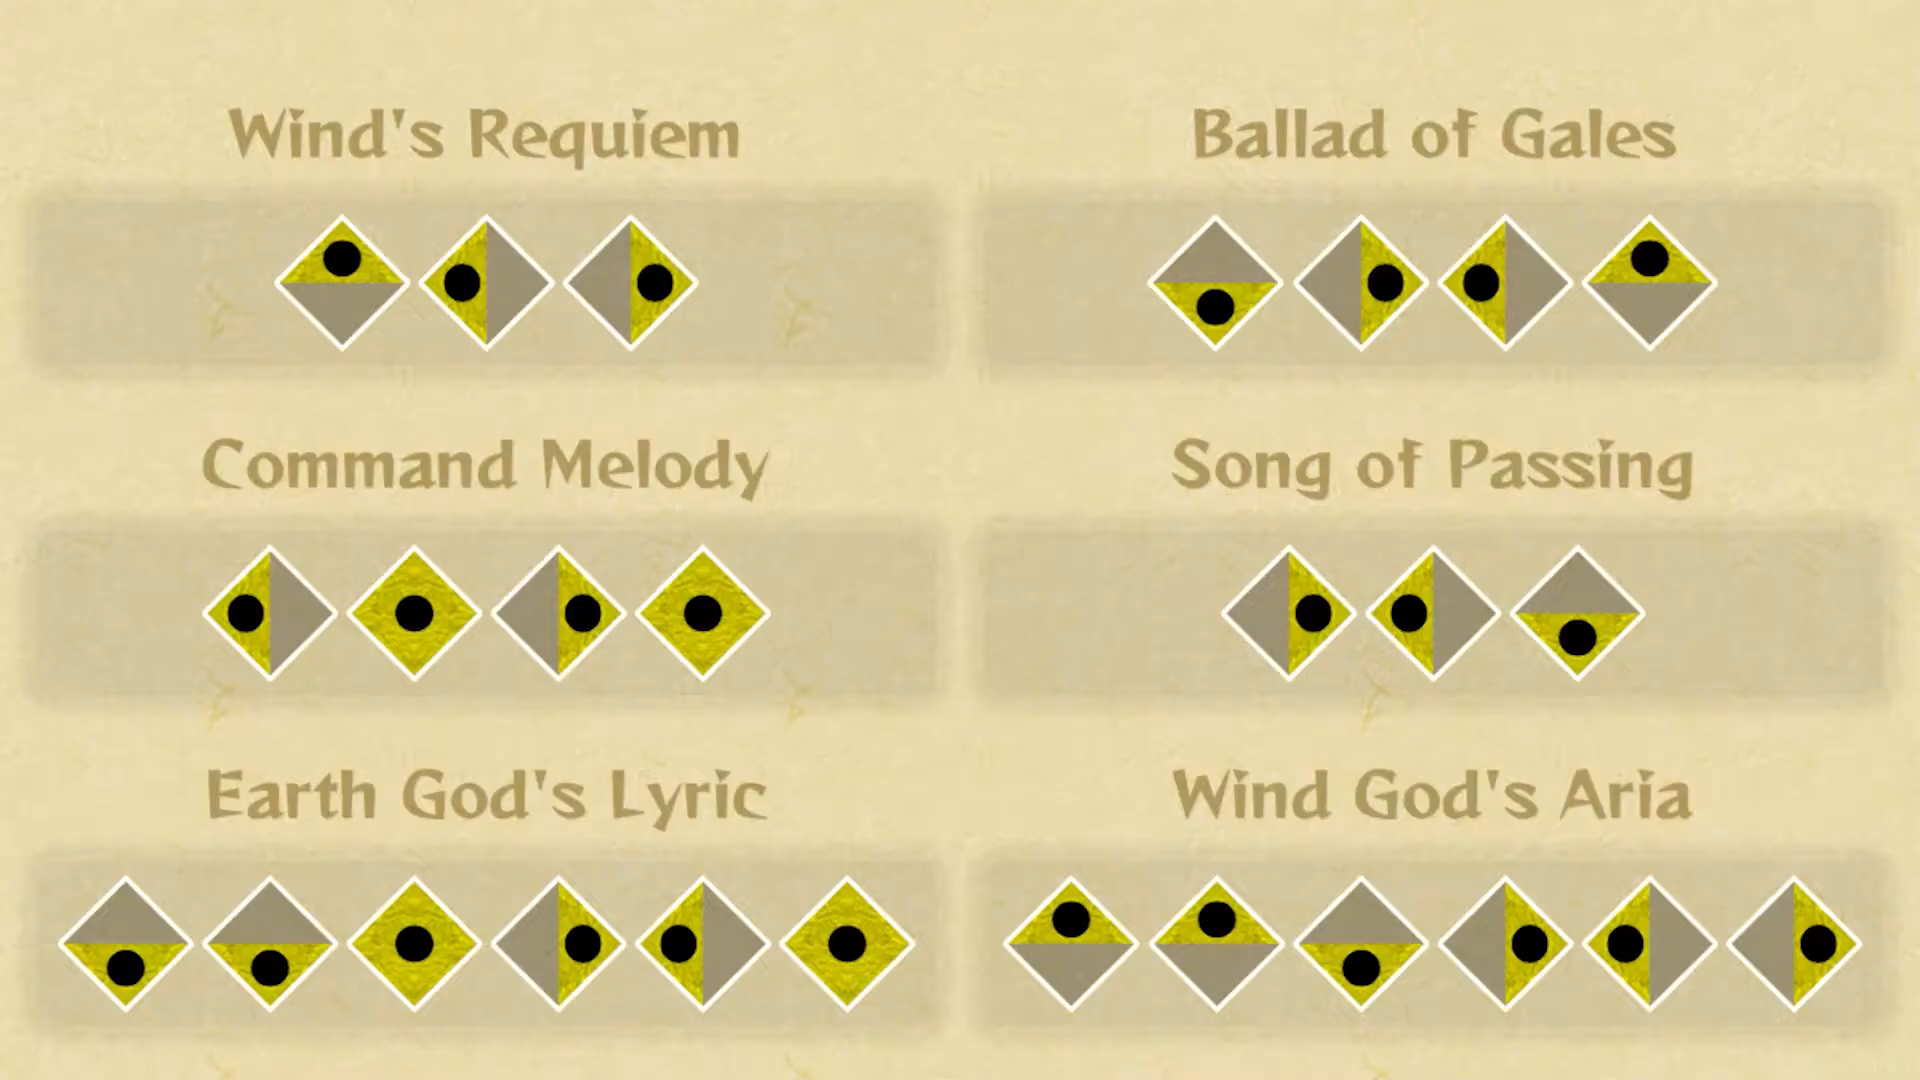 Wind's Requiem
Ballad of Gales
Command Melody
Song of Passing
Earth God's Lyric
Wind God's Aria